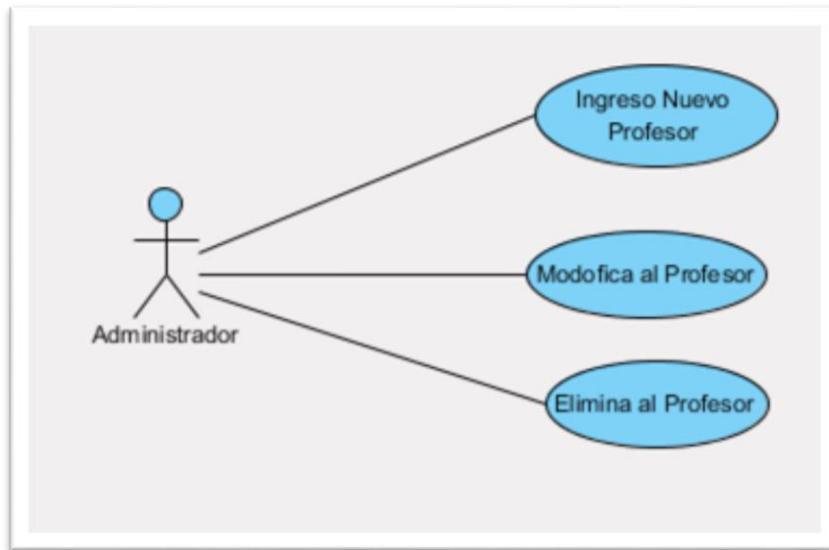 Ingreso Nuevo
Profesor
Modofica al Profesor
Administrador
Elimina al Profesor